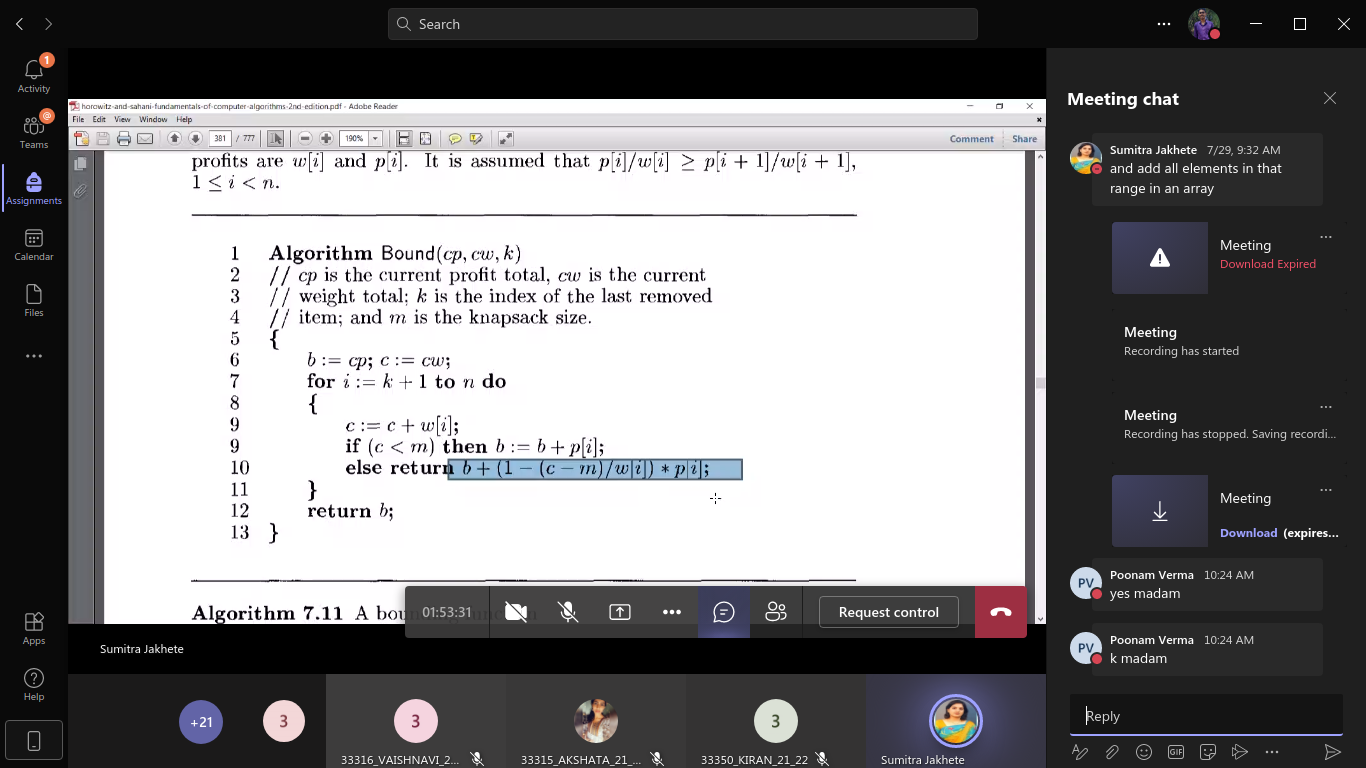 Search
Activity
1
Teams
@
Assignments
Calendar
Files
Apps
Help
horowitz-and-sahani-fundamentals-of-computer-algorithms-2nd-edition.pdf - Adobe Reader
File Edit View Window Help
381 / 777 190% Comment Share
profits are w[i] and p[i]. It is assumed that p[i]/w[i] ≥ p[i + 1]/w[i + 1],
1 ≤ i < n.
1 Algorithm Bound(cp, cw, k)
2 // cp is the current profit total, cw is the current
3 // weight total; k is the index of the last removed
4 // item; and m is the knapsack size.
5 {
6 b := cp; c := cw;
7 for i := k + 1 to n do
8 {
9 c := c + w[i];
9 if (c < m) then b := b + p[i];
10 else return b + (1 − (c − m)/w[i]) ∗ p[i];
11 }
12 return b;
13 }
Algorithm 7.11 A bo
01:53:31
Request control
Sumitra Jakhete
+21
3
3
33316_VAISHNAVI_2...
33315_AKSHATA_21_...
3
33350_KIRAN_21_22
Sumitra Jakhete
Meeting chat
Sumitra Jakhete 7/29, 9:32 AM
and add all elements in that
range in an array
Meeting
Download Expired
Meeting
Recording has started
Meeting
Recording has stopped. Saving recordi...
Meeting
Download (expires...
PV
Poonam Verma 10:24 AM
yes madam
PV
Poonam Verma 10:24 AM
k madam
Reply
GIF